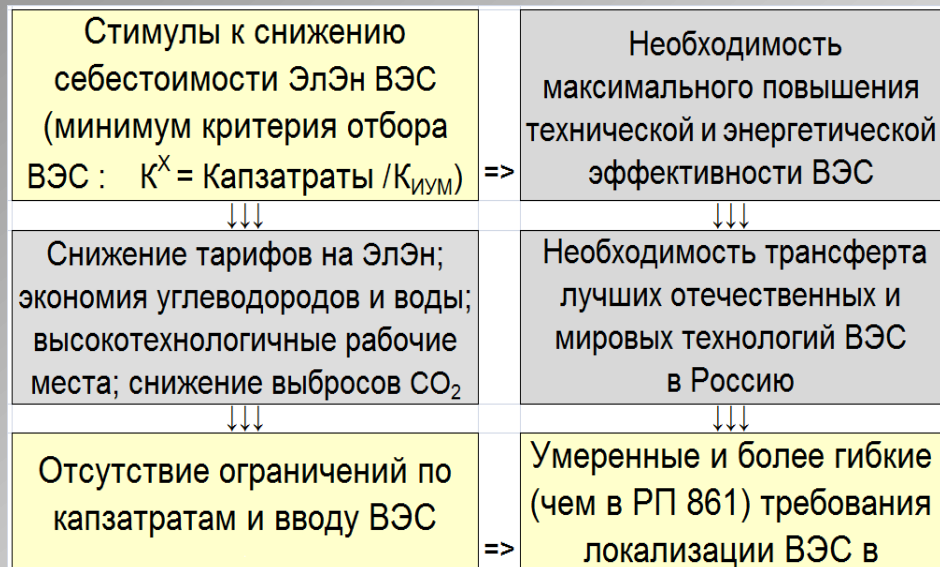 Стимулы к снижению
себестоимости ЭлЭн ВЭС
(минимум критерия отбора
ВЭС : К^Х = Капзатраты /К_ИУМ)
=>
Необходимость
максимального повышения
технической и энергетической
эффективности ВЭС
↓↓↓
↓↓↓
Снижение тарифов на ЭлЭн;
экономия углеводородов и воды;
высокотехнологичные рабочие
места; снижение выбросов CO₂
Необходимость трансферта
лучших отечественных и
мировых технологий ВЭС
в Россию
↓↓↓
↓↓↓
Отсутствие ограничений по
капзатратам и вводу ВЭС
=>
Умеренные и более гибкие
(чем в РП 861) требования
локализации ВЭС в